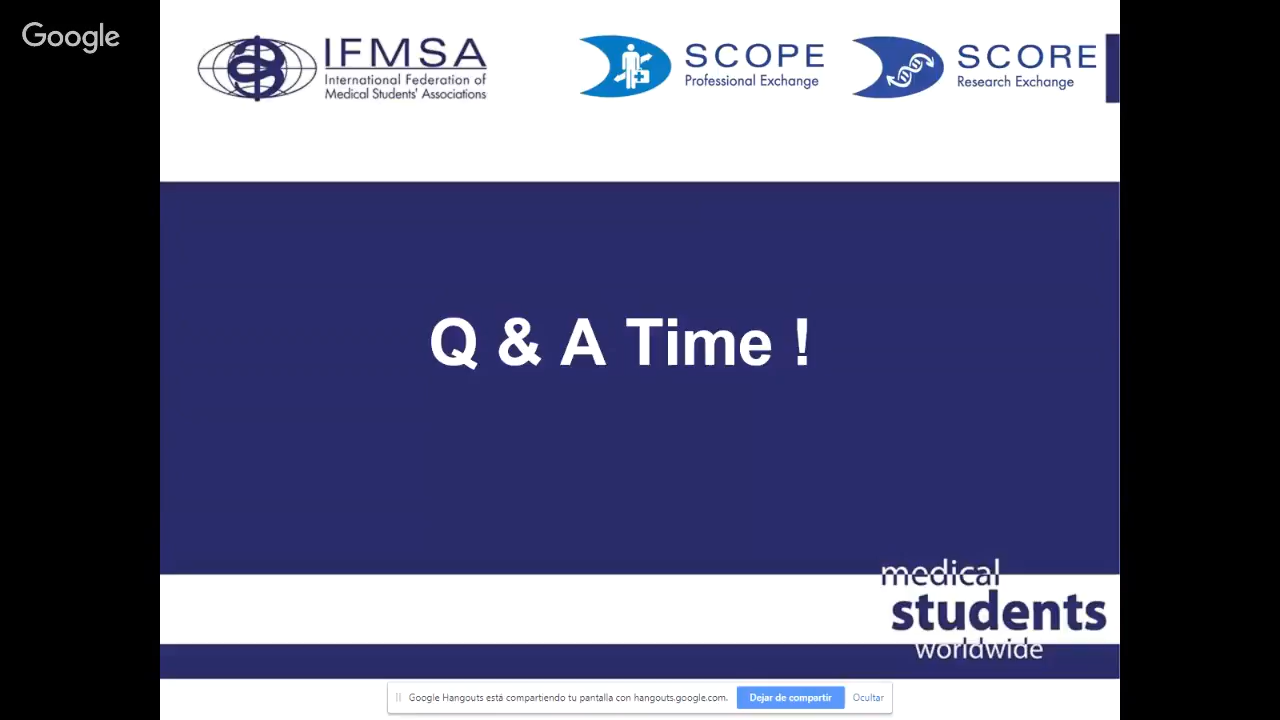 Google
IFMSA
International Federation of
Medical Students' Associations
SCOPE
Professional Exchange
SCORE
Research Exchange
Q & A Time !
medical
students
worldwide
Google Hangouts está compartiendo tu pantalla con hangouts.google.com.
Dejar de compartir
Ocultar